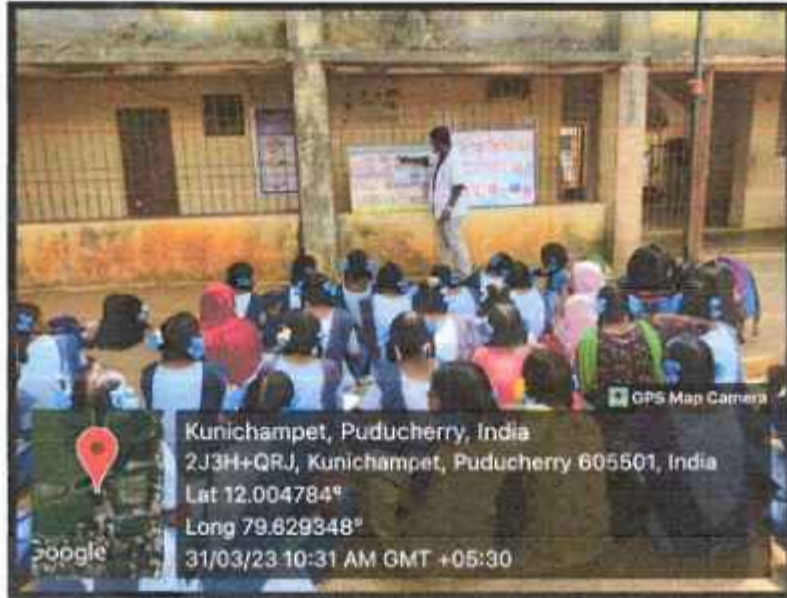 GPS Map Camera
Kunichampet, Puducherry, India
2J3H+QRJ, Kunichampet, Puducherry 605501, India
Lat 12.004784°
Long 79.629348°
31/03/23 10:31 AM GMT +05:30
Google